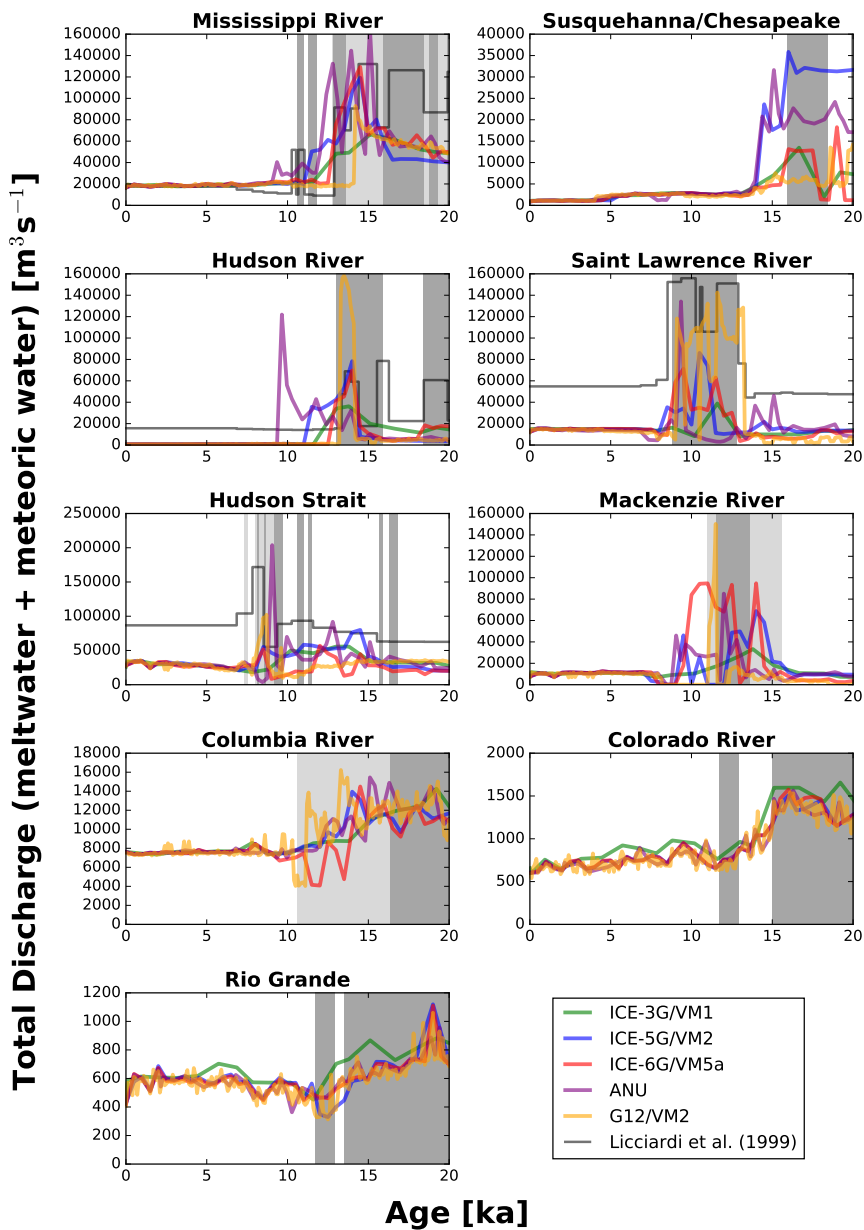 Total Discharge (meltwater + meteoric water) [m³s⁻¹]
Mississippi River
160000
140000
120000
100000
80000
60000
40000
20000
0
0 5 10 15 20
Susquehanna/Chesapeake
40000
35000
30000
25000
20000
15000
10000
5000
0
0 5 10 15 20
Hudson River
160000
140000
120000
100000
80000
60000
40000
20000
0
0 5 10 15 20
Saint Lawrence River
160000
140000
120000
100000
80000
60000
40000
20000
0
0 5 10 15 20
Hudson Strait
250000
200000
150000
100000
50000
0
0 5 10 15 20
Mackenzie River
160000
140000
120000
100000
80000
60000
40000
20000
0
0 5 10 15 20
Columbia River
18000
16000
14000
12000
10000
8000
6000
4000
2000
0
0 5 10 15 20
Colorado River
2000
1500
1000
500
0
0 5 10 15 20
Rio Grande
1200
1000
800
600
400
200
0
0 5 10 15 20
ICE-3G/VM1
ICE-5G/VM2
ICE-6G/VM5a
ANU
G12/VM2
Licciardi et al. (1999)
Age [ka]